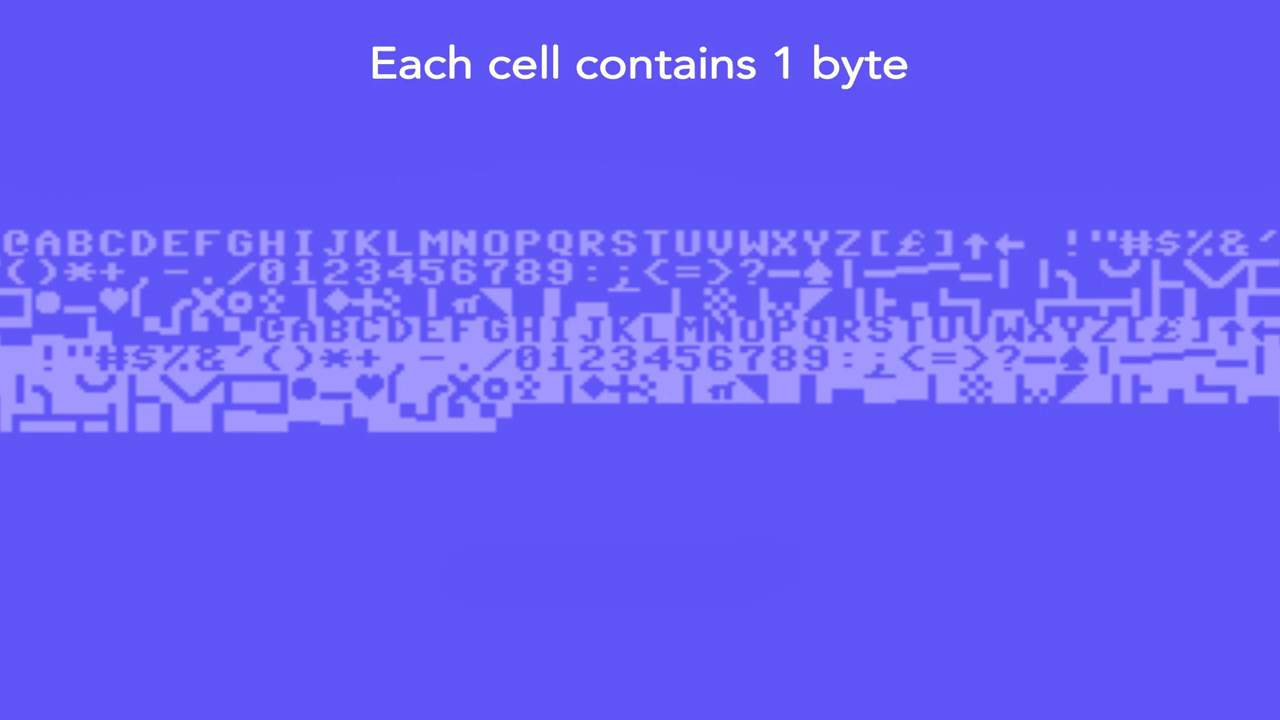 Each cell contains 1 byte
@ABCDEFGHIJKLMNOPQRSTUVWXYZ[£]↑← !"#$%&´
()*+,-./0123456789:;<=>?─♠│
●♥╳○♣│◆┼│π◥
@ABCDEFGHIJKLMNOPQRSTUVWXYZ[£]↑←
!"#$%&´()*+,-./0123456789:;<=>?─♠│
●♥╳○♣│◆┼│π◥